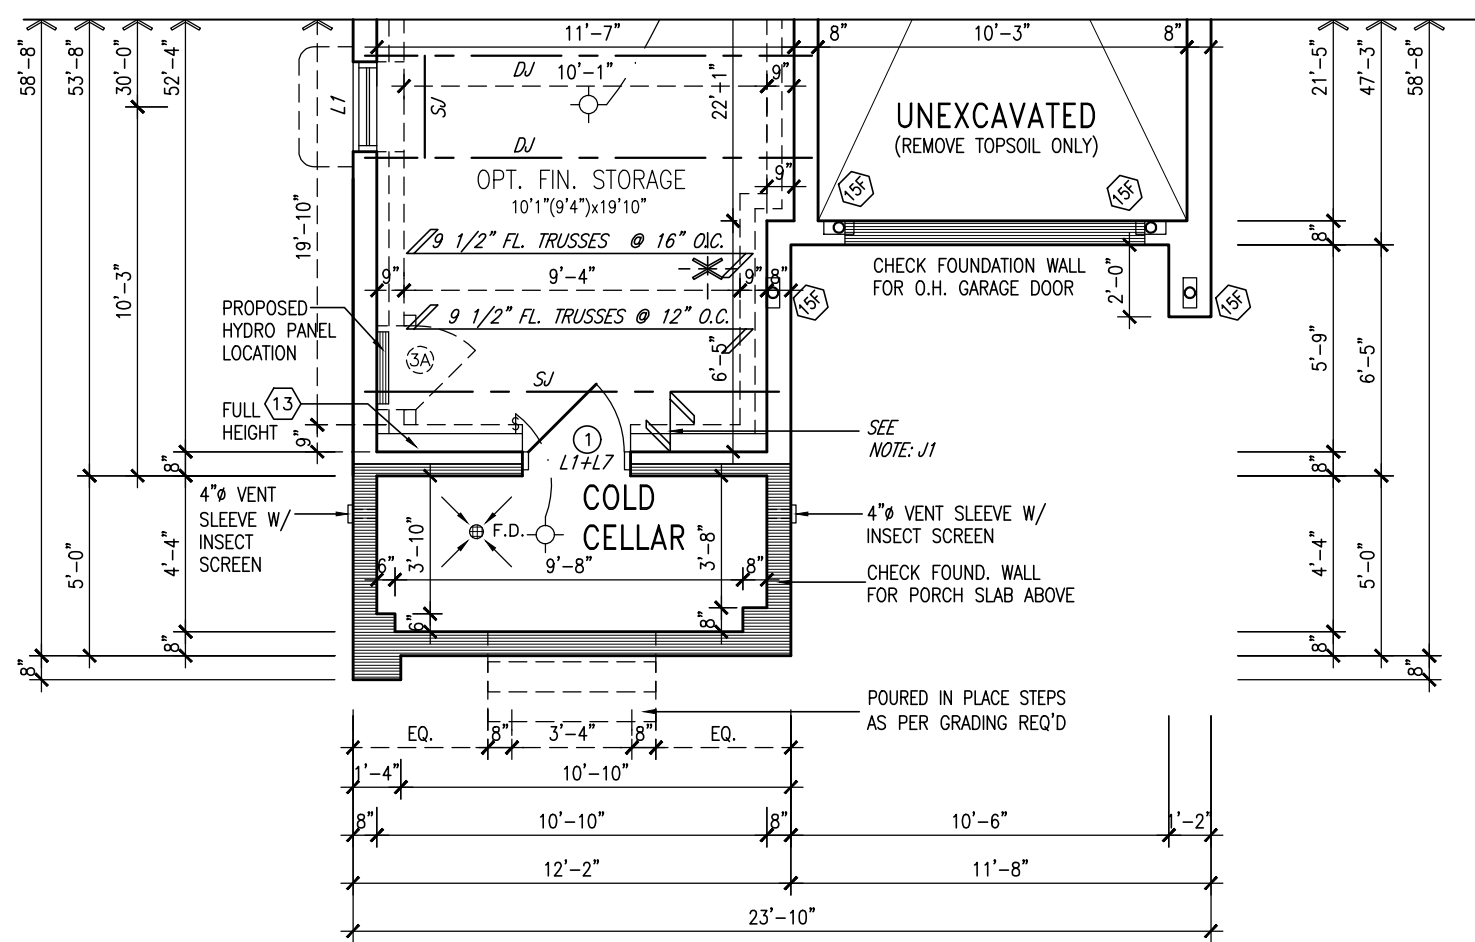 58'-8"
53'-8"
30'-0"
52'-4"
11'-7"
8"
10'-3"
8"
21'-5"
47'-3"
58'-8"
L1
SJ
DJ
10'-1"
9"
22'-1"
UNEXCAVATED
(REMOVE TOPSOIL ONLY)
DJ
OPT. FIN. STORAGE
10'1"(9'4")x19'10"
9"
15F
15F
19'-10"
10'-3"
9 1/2" FL. TRUSSES @ 16" O.C.
8"
9"
9'-4"
9"
8"
15F
CHECK FOUNDATION WALL
FOR O.H. GARAGE DOOR
2'-0"
15F
PROPOSED
HYDRO PANEL
LOCATION
9 1/2" FL. TRUSSES @ 12" O.C.
3A
6'-5"
5'-9"
6'-5"
SJ
FULL
HEIGHT
13
9"
S
1
L1+L7
SEE
NOTE: J1
8"
8"
4"ø VENT
SLEEVE W/
INSECT
SCREEN
COLD
CELLAR
F.D.
3'-10"
3'-8"
4"ø VENT SLEEVE W/
INSECT SCREEN
5'-0"
4'-4"
4'-4"
5'-0"
6"
9'-8"
8"
CHECK FOUND. WALL
FOR PORCH SLAB ABOVE
6"
8"
8"
8"
8"
8"
POURED IN PLACE STEPS
AS PER GRADING REQ'D
EQ.
8"
3'-4"
8"
EQ.
1'-4"
10'-10"
8"
10'-10"
8"
10'-6"
1'-2"
12'-2"
11'-8"
23'-10"